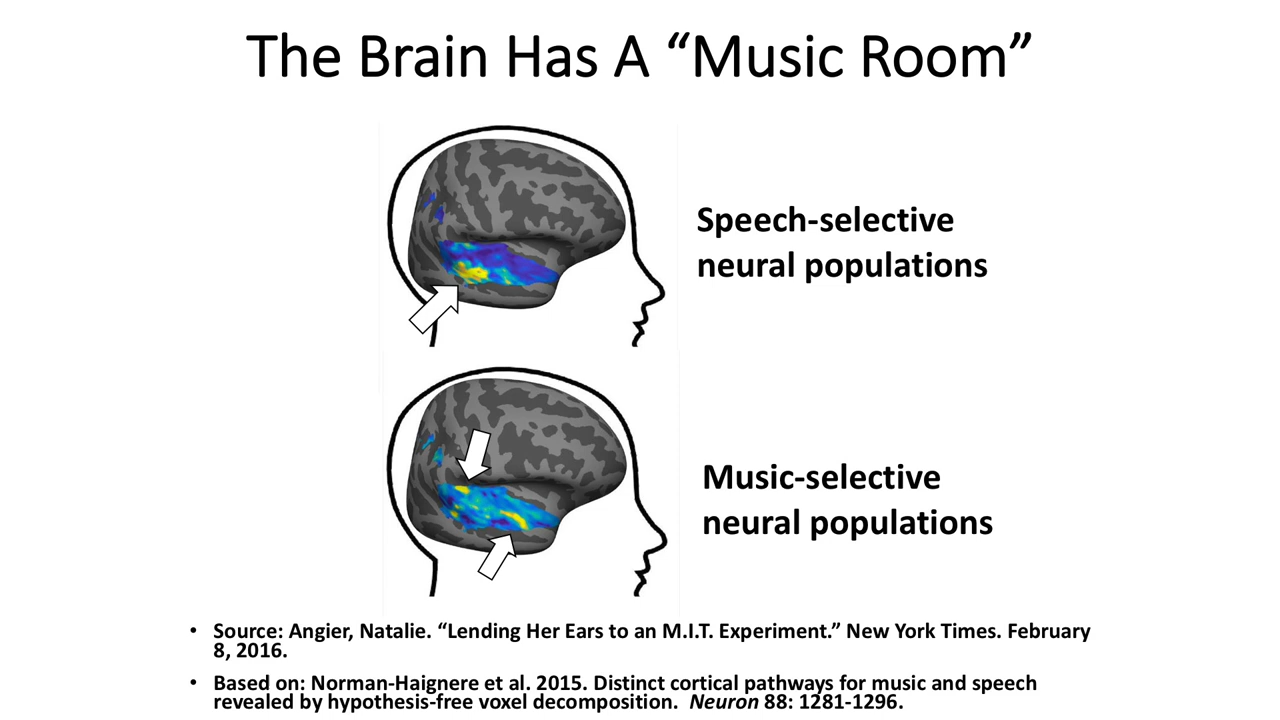 The Brain Has A “Music Room”
Speech-selective
neural populations
Music-selective
neural populations
• Source: Angier, Natalie. “Lending Her Ears to an M.I.T. Experiment.” New York Times. February
8, 2016.
• Based on: Norman-Haignere et al. 2015. Distinct cortical pathways for music and speech
revealed by hypothesis-free voxel decomposition. Neuron 88: 1281-1296.